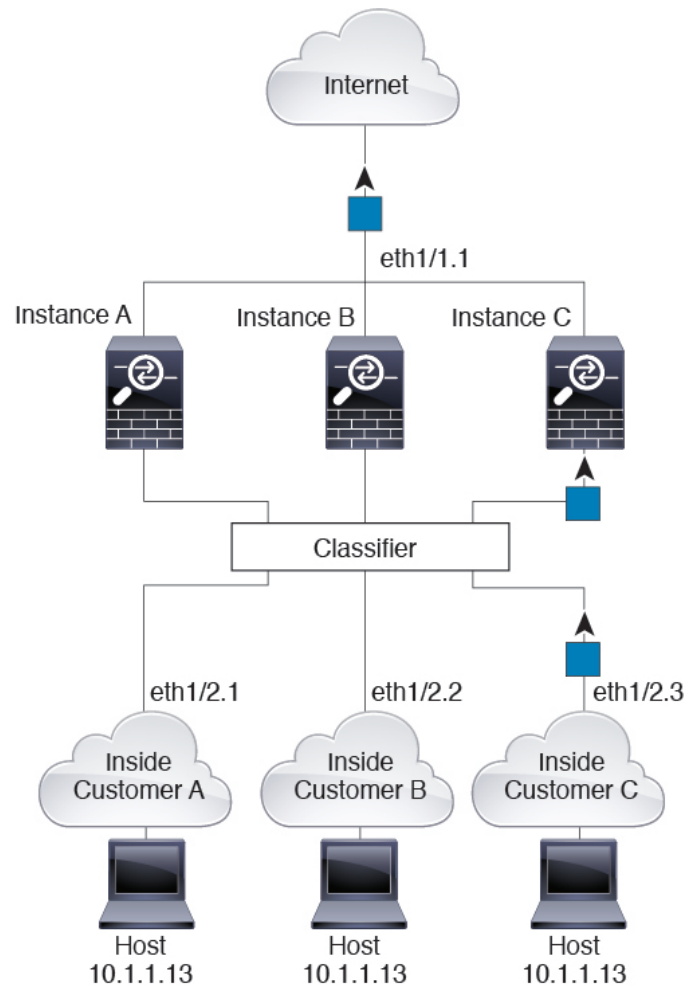 Internet
eth1/1.1
Instance A
Instance B
Instance C
Classifier
eth1/2.1
eth1/2.2
eth1/2.3
Inside
Customer A
Inside
Customer B
Inside
Customer C
Host
10.1.1.13
Host
10.1.1.13
Host
10.1.1.13